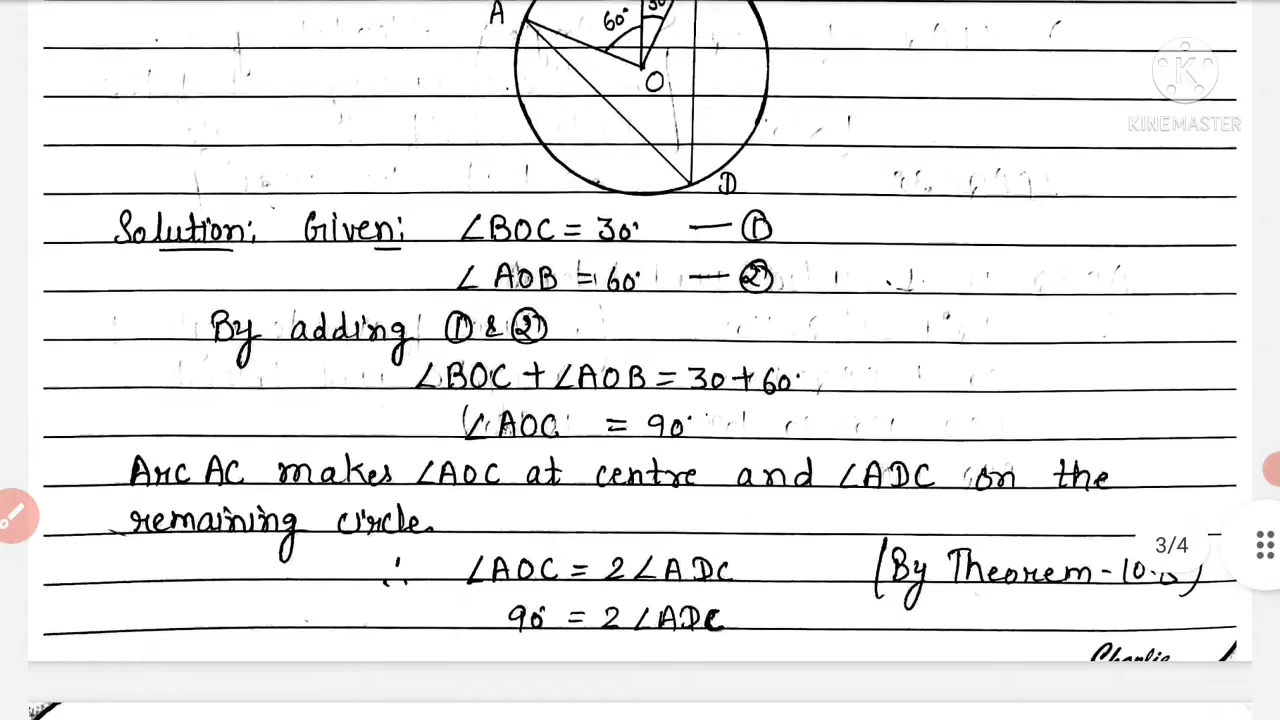 A
60°
30
O
D
KINEMASTER
Solution: Given: ∠BOC = 30° — ①
∠AOB = 60° — ②
By adding ① & ②
∠BOC + ∠AOB = 30 + 60°
∠AOC = 90°
Arc AC makes ∠AOC at centre and ∠ADC on the
remaining circle.
3/4
∴ ∠AOC = 2∠ADC (By Theorem - 10.
90° = 2∠ADC
Charlie